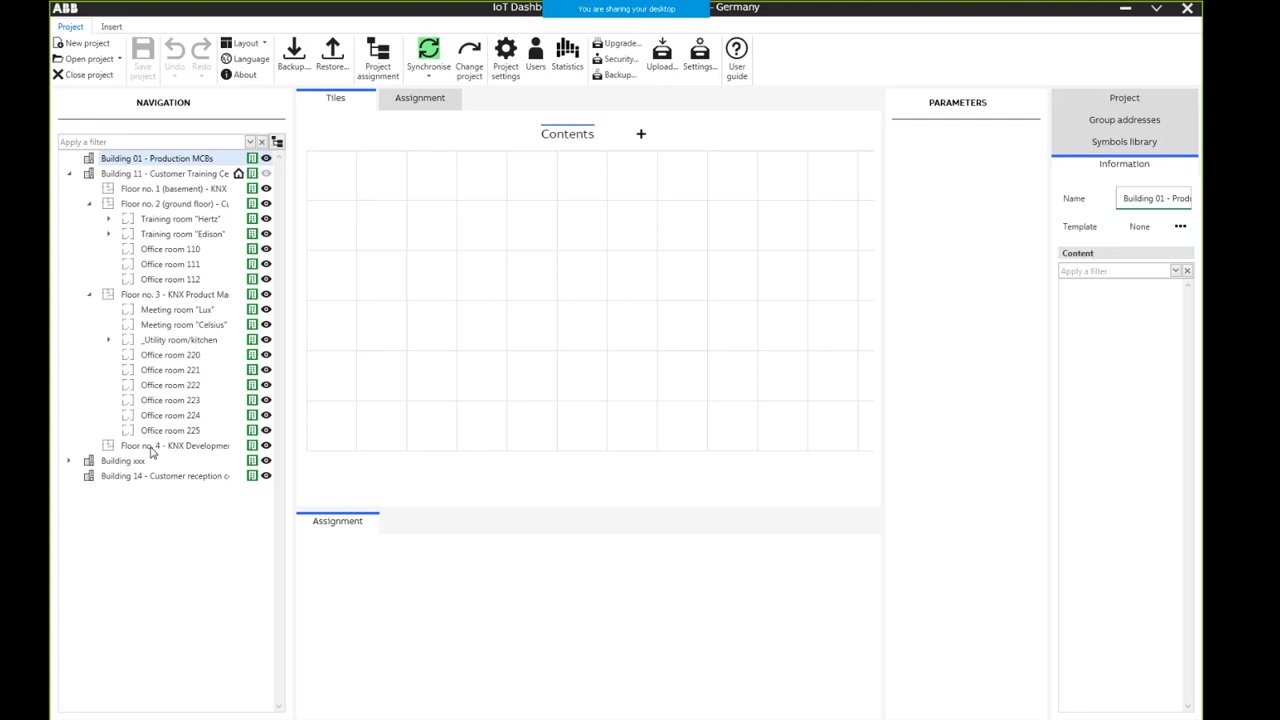 ABB
IoT Dashb
You are sharing your desktop
- Germany
Project
Insert
New project
Open project
Close project
Save project
Undo
Redo
Layout
Language
About
Backup...
Restore...
Project assignment
Synchronise
Change project
Project settings
Users
Statistics
Upgrade...
Security...
Backup...
Upload...
Settings...
User guide
NAVIGATION
Apply a filter
Building 01 - Production MCBs
Building 11 - Customer Training Ce
Floor no. 1 (basement) - KNX
Floor no. 2 (ground floor) - Cu
Training room "Hertz"
Training room "Edison"
Office room 110
Office room 111
Office room 112
Floor no. 3 - KNX Product Ma
Meeting room "Lux"
Meeting room "Celsius"
_Utility room/kitchen
Office room 220
Office room 221
Office room 222
Office room 223
Office room 224
Office room 225
Floor no. 4 - KNX Developme
Building xxx
Building 14 - Customer reception c
Tiles
Assignment
Contents
+
Assignment
PARAMETERS
Project
Group addresses
Symbols library
Information
Name
Building 01 - Prod
Template
None
Content
Apply a filter